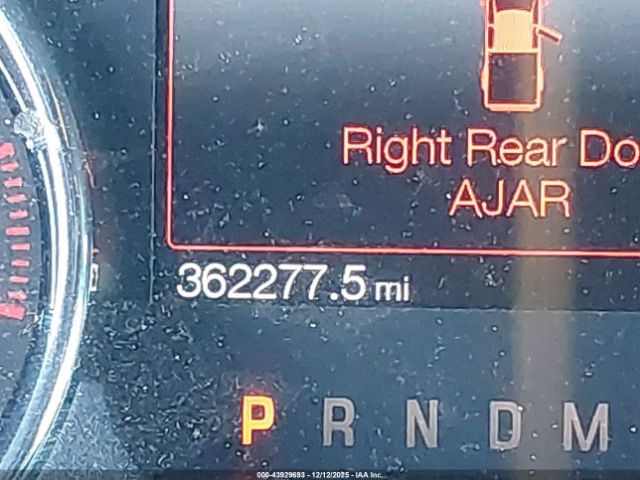 Right Rear Do
AJAR
362277.5 mi
P R N D M
000-43929693 - 12/12/2025 - IAA Inc.